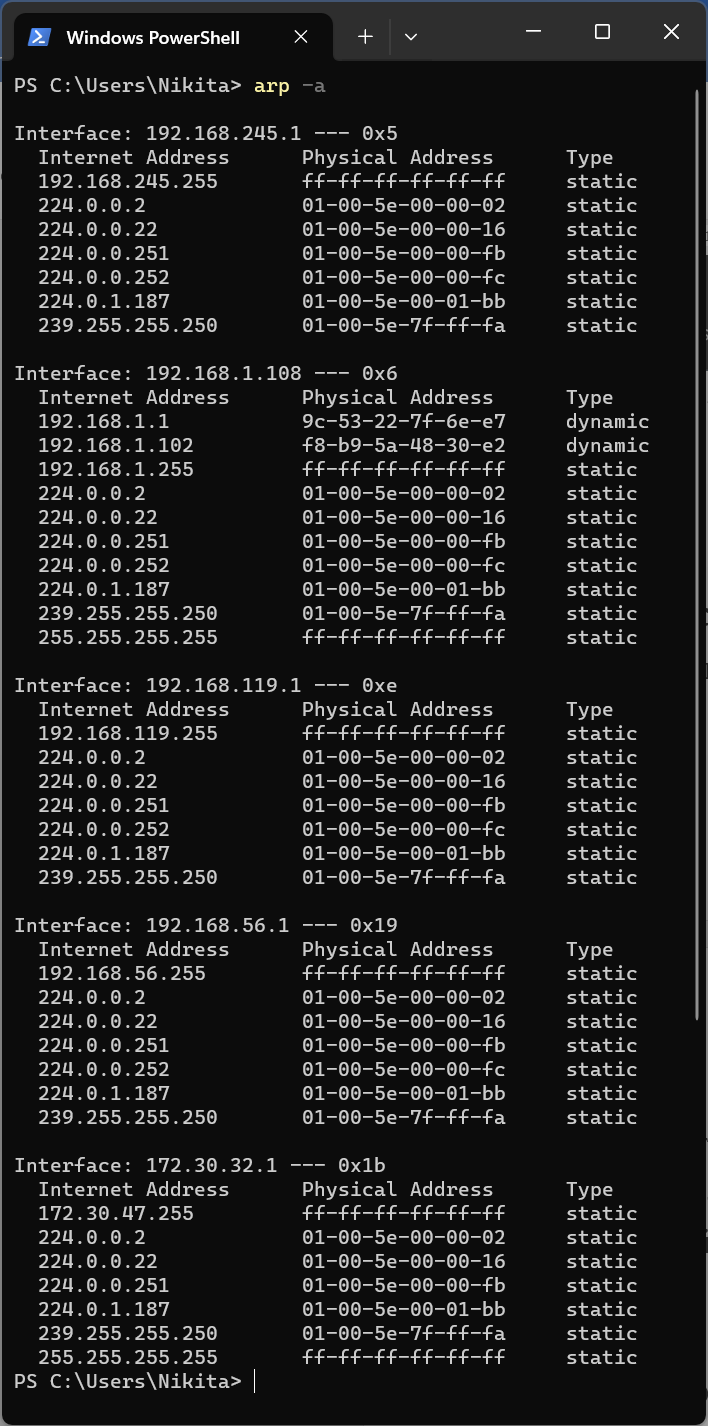 Windows PowerShell
PS C:\Users\Nikita> arp -a
Interface: 192.168.245.1 --- 0x5
  Internet Address      Physical Address      Type
  192.168.245.255       ff-ff-ff-ff-ff-ff     static
  224.0.0.2             01-00-5e-00-00-02     static
  224.0.0.22            01-00-5e-00-00-16     static
  224.0.0.251           01-00-5e-00-00-fb     static
  224.0.0.252           01-00-5e-00-00-fc     static
  224.0.1.187           01-00-5e-00-01-bb     static
  239.255.255.250       01-00-5e-7f-ff-fa     static
Interface: 192.168.1.108 --- 0x6
  Internet Address      Physical Address      Type
  192.168.1.1           9c-53-22-7f-6e-e7     dynamic
  192.168.1.102         f8-b9-5a-48-30-e2     dynamic
  192.168.1.255         ff-ff-ff-ff-ff-ff     static
  224.0.0.2             01-00-5e-00-00-02     static
  224.0.0.22            01-00-5e-00-00-16     static
  224.0.0.251           01-00-5e-00-00-fb     static
  224.0.0.252           01-00-5e-00-00-fc     static
  224.0.1.187           01-00-5e-00-01-bb     static
  239.255.255.250       01-00-5e-7f-ff-fa     static
  255.255.255.255       ff-ff-ff-ff-ff-ff     static
Interface: 192.168.119.1 --- 0xe
  Internet Address      Physical Address      Type
  192.168.119.255       ff-ff-ff-ff-ff-ff     static
  224.0.0.2             01-00-5e-00-00-02     static
  224.0.0.22            01-00-5e-00-00-16     static
  224.0.0.251           01-00-5e-00-00-fb     static
  224.0.0.252           01-00-5e-00-00-fc     static
  224.0.1.187           01-00-5e-00-01-bb     static
  239.255.255.250       01-00-5e-7f-ff-fa     static
Interface: 192.168.56.1 --- 0x19
  Internet Address      Physical Address      Type
  192.168.56.255        ff-ff-ff-ff-ff-ff     static
  224.0.0.2             01-00-5e-00-00-02     static
  224.0.0.22            01-00-5e-00-00-16     static
  224.0.0.251           01-00-5e-00-00-fb     static
  224.0.0.252           01-00-5e-00-00-fc     static
  224.0.1.187           01-00-5e-00-01-bb     static
  239.255.255.250       01-00-5e-7f-ff-fa     static
Interface: 172.30.32.1 --- 0x1b
  Internet Address      Physical Address      Type
  172.30.47.255         ff-ff-ff-ff-ff-ff     static
  224.0.0.2             01-00-5e-00-00-02     static
  224.0.0.22            01-00-5e-00-00-16     static
  224.0.0.251           01-00-5e-00-00-fb     static
  224.0.1.187           01-00-5e-00-01-bb     static
  239.255.255.250       01-00-5e-7f-ff-fa     static
  255.255.255.255       ff-ff-ff-ff-ff-ff     static
PS C:\Users\Nikita>